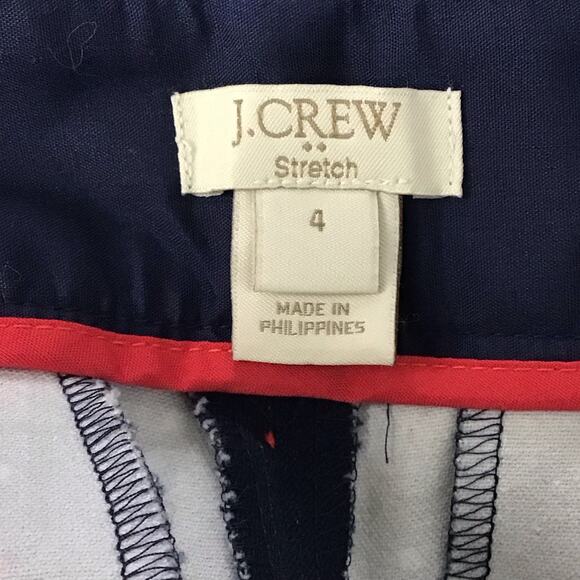 J.CREW
Stretch
4
MADE IN
PHILIPPINES